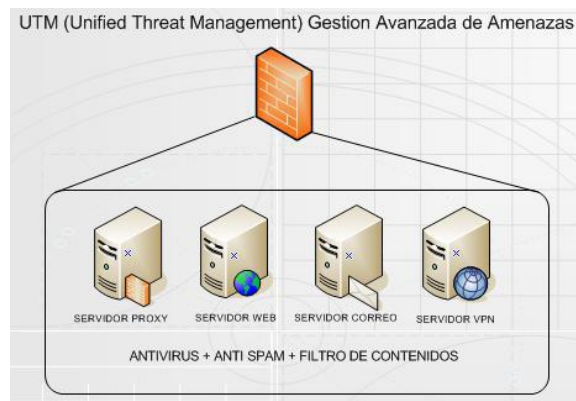 UTM (Unified Threat Management) Gestion Avanzada de Amenazas
SERVIDOR PROXY
SERVIDOR WEB
SERVIDOR CORREO
SERVIDOR VPN
ANTIVIRUS + ANTI SPAM + FILTRO DE CONTENIDOS